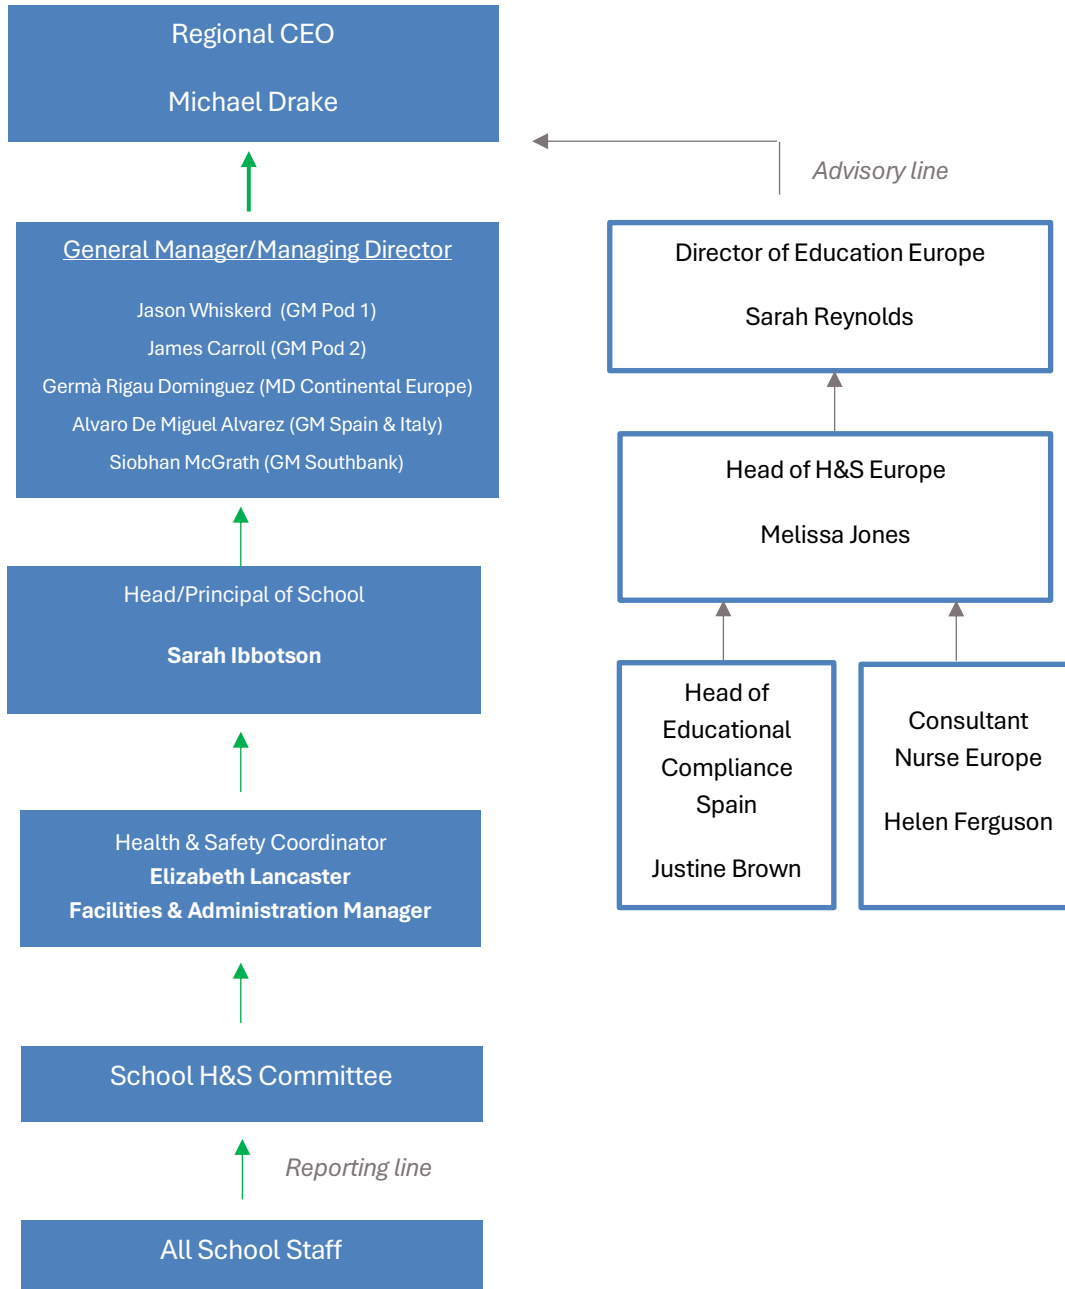 Regional CEO
Michael Drake
Advisory line
General Manager/Managing Director
Jason Whiskerd (GM Pod 1)
James Carroll (GM Pod 2)
Germà Rigau Dominguez (MD Continental Europe)
Alvaro De Miguel Alvarez (GM Spain & Italy)
Siobhan McGrath (GM Southbank)
Director of Education Europe
Sarah Reynolds
Head of H&S Europe
Melissa Jones
Head/Principal of School
Sarah Ibbotson
Head of
Educational
Compliance
Spain
Justine Brown
Consultant
Nurse Europe
Helen Ferguson
Health & Safety Coordinator
Elizabeth Lancaster
Facilities & Administration Manager
School H&S Committee
Reporting line
All School Staff